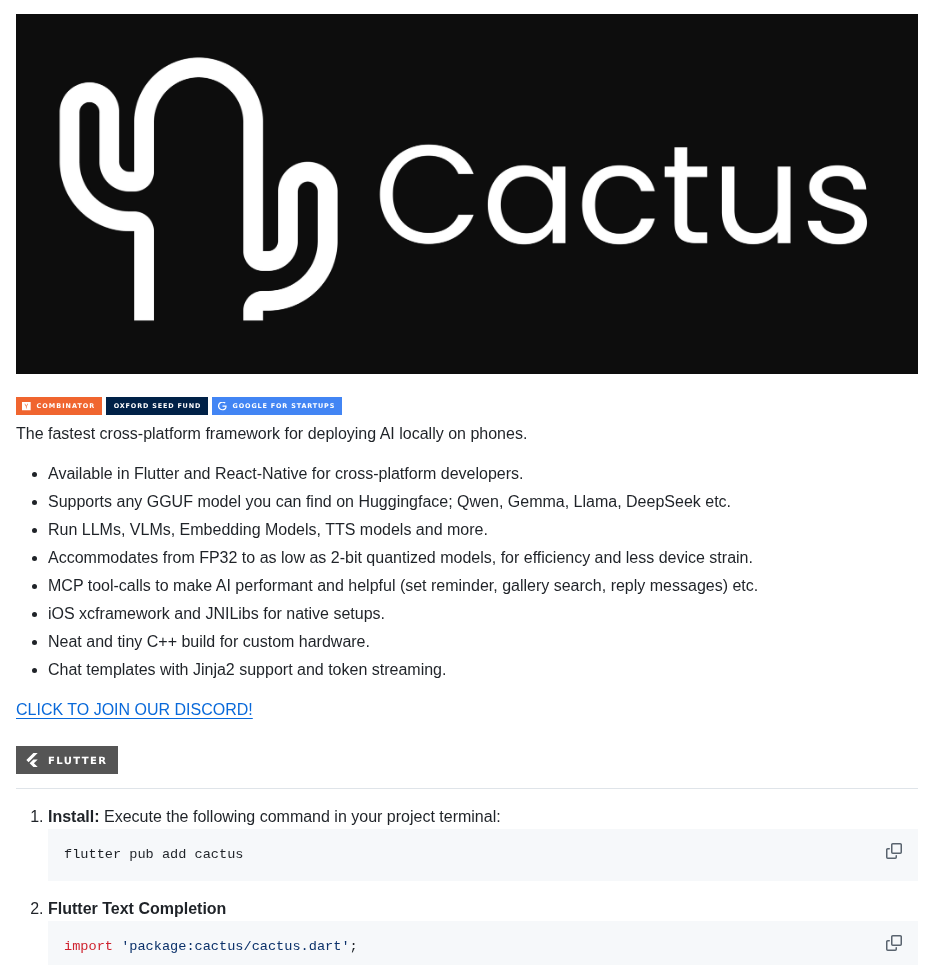 Cactus
Y COMBINATOR OXFORD SEED FUND G GOOGLE FOR STARTUPS
The fastest cross-platform framework for deploying AI locally on phones.
• Available in Flutter and React-Native for cross-platform developers.
• Supports any GGUF model you can find on Huggingface; Qwen, Gemma, Llama, DeepSeek etc.
• Run LLMs, VLMs, Embedding Models, TTS models and more.
• Accommodates from FP32 to as low as 2-bit quantized models, for efficiency and less device strain.
• MCP tool-calls to make AI performant and helpful (set reminder, gallery search, reply messages) etc.
• iOS xcframework and JNILibs for native setups.
• Neat and tiny C++ build for custom hardware.
• Chat templates with Jinja2 support and token streaming.
CLICK TO JOIN OUR DISCORD!
FLUTTER
1. Install: Execute the following command in your project terminal:
flutter pub add cactus
2. Flutter Text Completion
import 'package:cactus/cactus.dart';